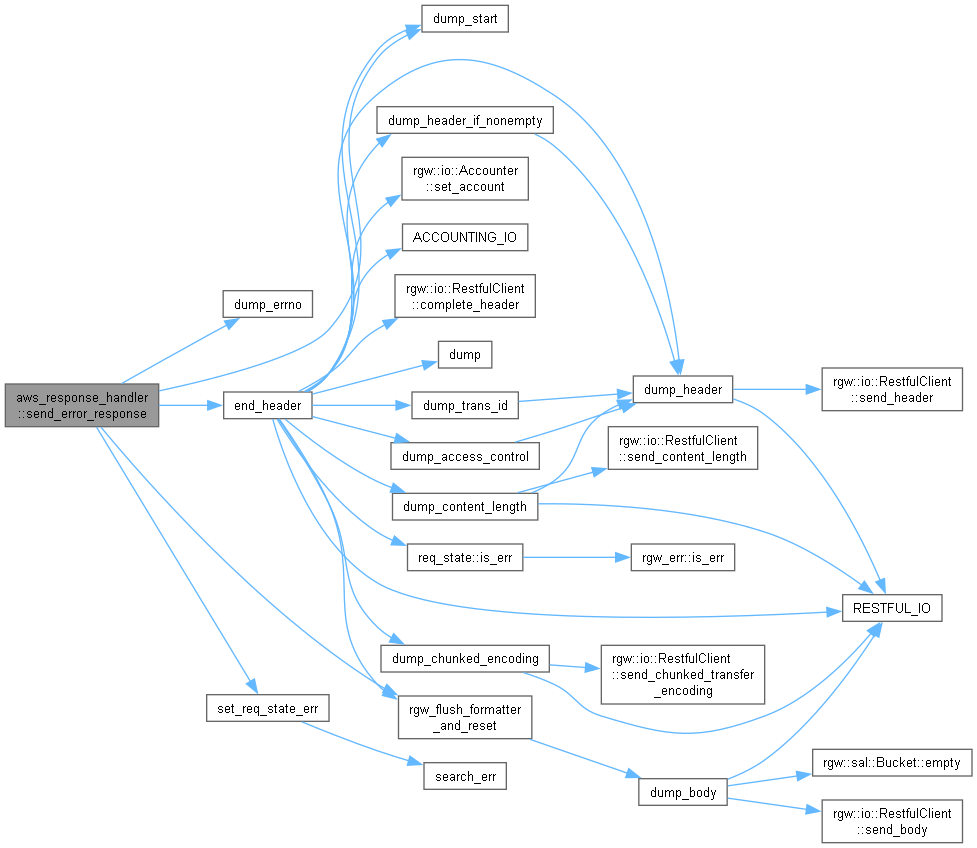 dump_start
dump_header_if_nonempty
rgw::io::Accounter
::set_account
ACCOUNTING_IO
rgw::io::RestfulClient
::complete_header
dump_errno
dump
aws_response_handler
::send_error_response
end_header
dump_trans_id
dump_header
rgw::io::RestfulClient
::send_header
dump_access_control
rgw::io::RestfulClient
::send_content_length
dump_content_length
req_state::is_err
rgw_err::is_err
RESTFUL_IO
dump_chunked_encoding
rgw::io::RestfulClient
::send_chunked_transfer
_encoding
set_req_state_err
rgw_flush_formatter
_and_reset
search_err
dump_body
rgw::sal::Bucket::empty
rgw::io::RestfulClient
::send_body